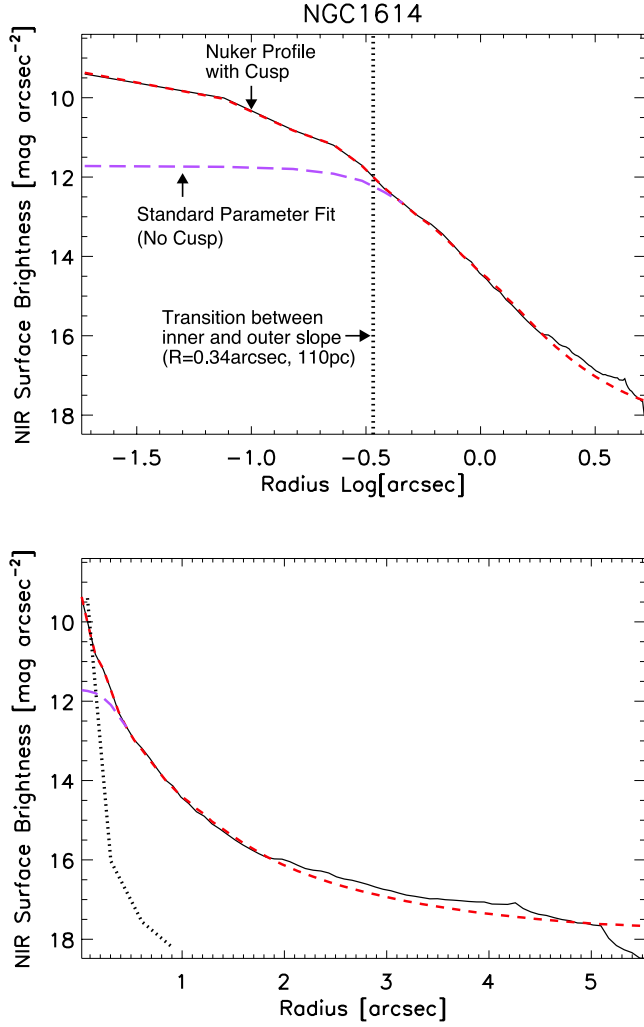 NGC1614
NIR Surface Brightness [mag arcsec⁻²]
10
12
14
16
18
Nuker Profile
with Cusp
Standard Parameter Fit
(No Cusp)
Transition between
inner and outer slope
(R=0.34arcsec, 110pc)
−1.5 −1.0 −0.5 0.0 0.5
Radius Log[arcsec]
NIR Surface Brightness [mag arcsec⁻²]
10
12
14
16
18
1 2 3 4 5
Radius [arcsec]